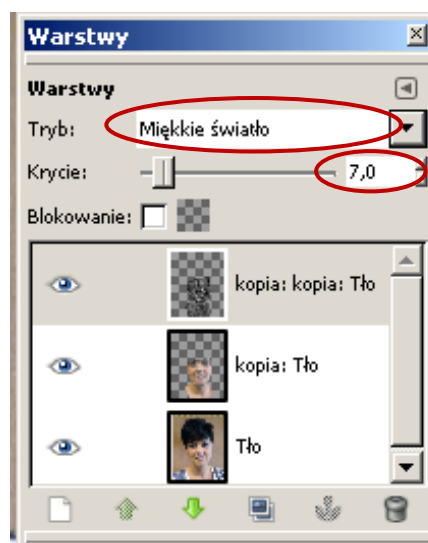 Warstwy
Warstwy
Tryb: Miękkie światło
Krycie: 7,0
Blokowanie:
kopia: kopia: Tło
kopia: Tło
Tło